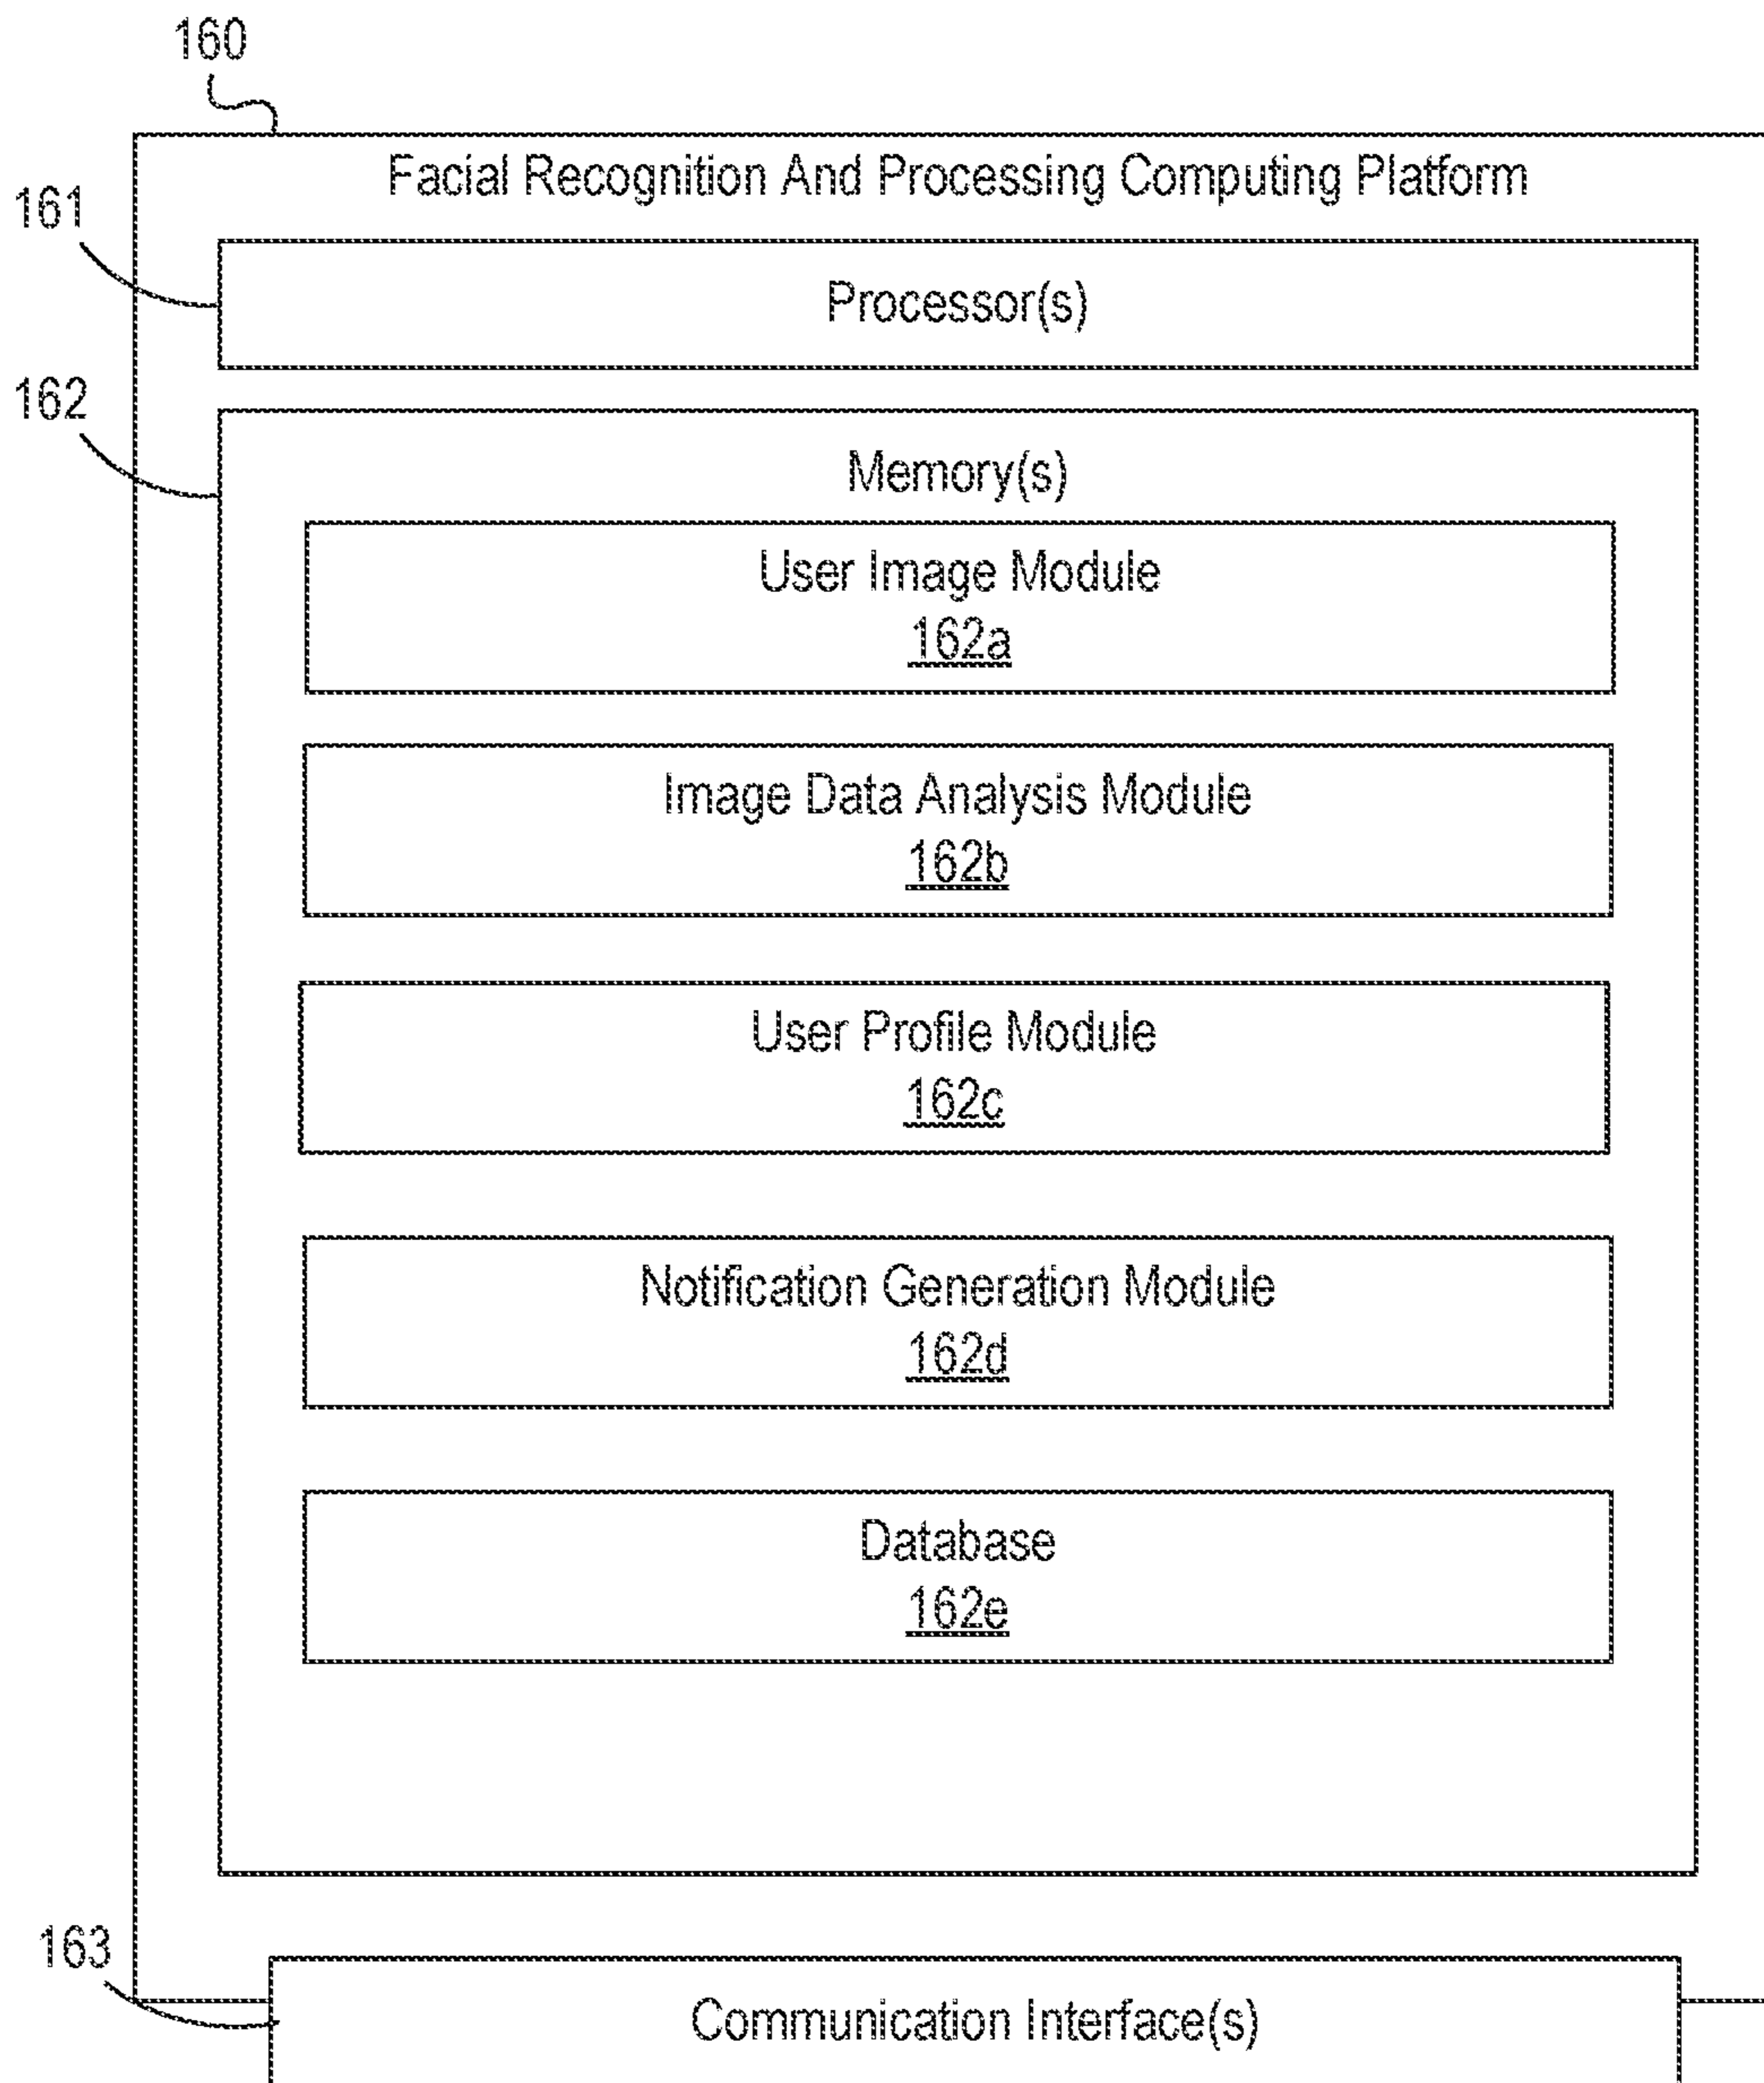 160
Facial Recognition And Processing Computing Platform
161
Processor(s)
162
Memory(s)
User Image Module
162a
Image Data Analysis Module
162b
User Profile Module
162c
Notification Generation Module
162d
Database
162e
163
Communication Interface(s)